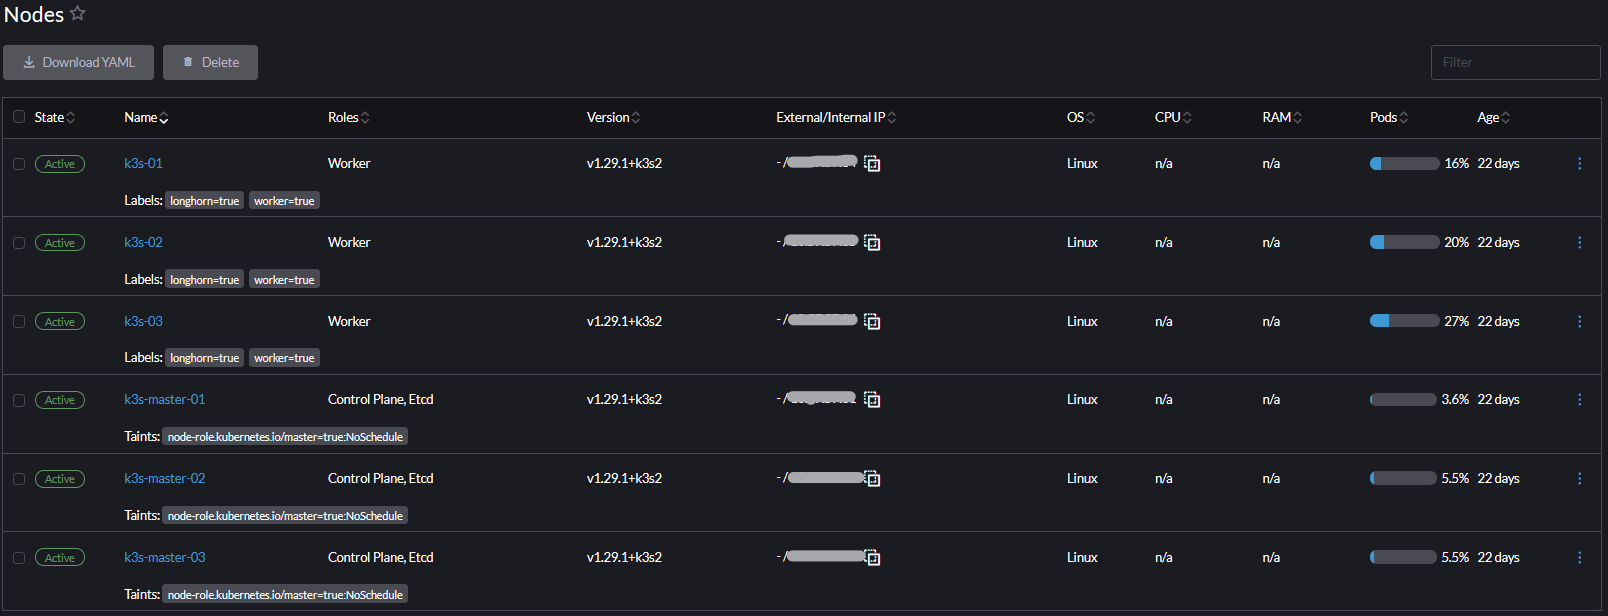 Nodes
Download YAML Delete Filter
State Name Roles Version External/Internal IP OS CPU RAM Pods Age
Active k3s-01 Worker v1.29.1+k3s2 -/ Linux n/a n/a 16% 22 days
Labels: longhorn=true worker=true
Active k3s-02 Worker v1.29.1+k3s2 -/ Linux n/a n/a 20% 22 days
Labels: longhorn=true worker=true
Active k3s-03 Worker v1.29.1+k3s2 -/ Linux n/a n/a 27% 22 days
Labels: longhorn=true worker=true
Active k3s-master-01 Control Plane, Etcd v1.29.1+k3s2 -/ Linux n/a n/a 3.6% 22 days
Taints: node-role.kubernetes.io/master=true:NoSchedule
Active k3s-master-02 Control Plane, Etcd v1.29.1+k3s2 -/ Linux n/a n/a 5.5% 22 days
Taints: node-role.kubernetes.io/master=true:NoSchedule
Active k3s-master-03 Control Plane, Etcd v1.29.1+k3s2 -/ Linux n/a n/a 5.5% 22 days
Taints: node-role.kubernetes.io/master=true:NoSchedule